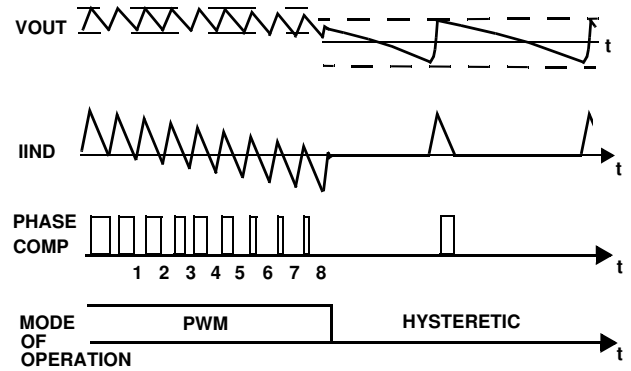 VOUT
t
IIND
t
PHASE
COMP
1 2 3 4 5 6 7 8
t
MODE
OF
OPERATION
PWM
HYSTERETIC
t